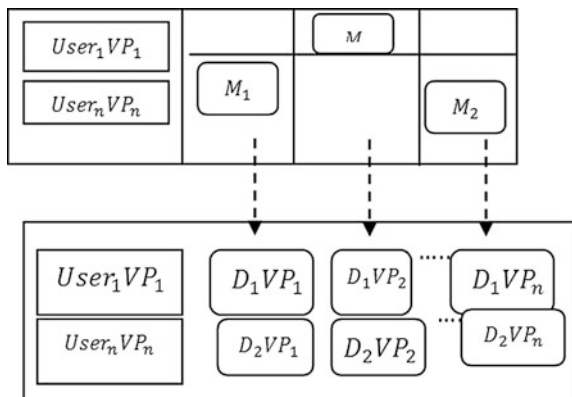 User₁VP₁
M
UserₙVPₙ
M₁
M₂
User₁VP₁
D₁VP₁
D₁VP₂
......
D₁VPₙ
UserₙVPₙ
D₂VP₁
D₂VP₂
.....
D₂VPₙ